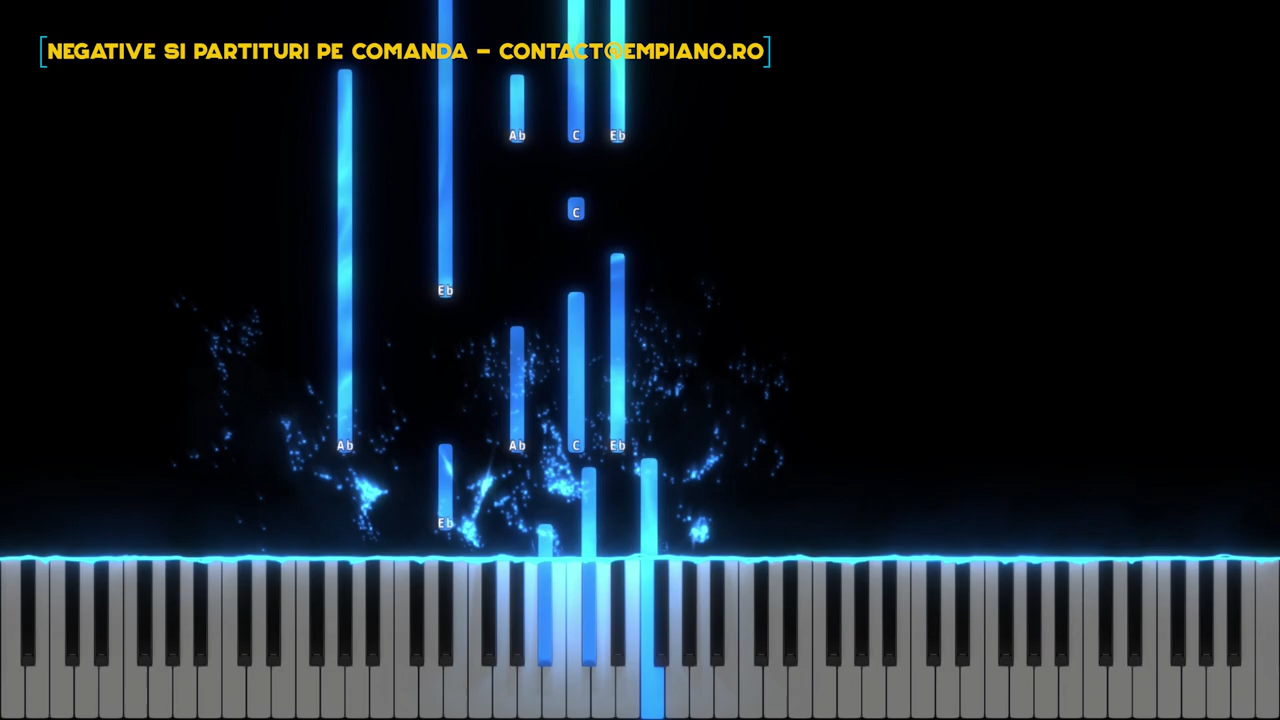 [NEGATIVE SI PARTITURI PE COMANDA - CONTACT@EMPIANO.RO]
Ab C Eb
C
Eb
Ab Ab C Eb
Eb